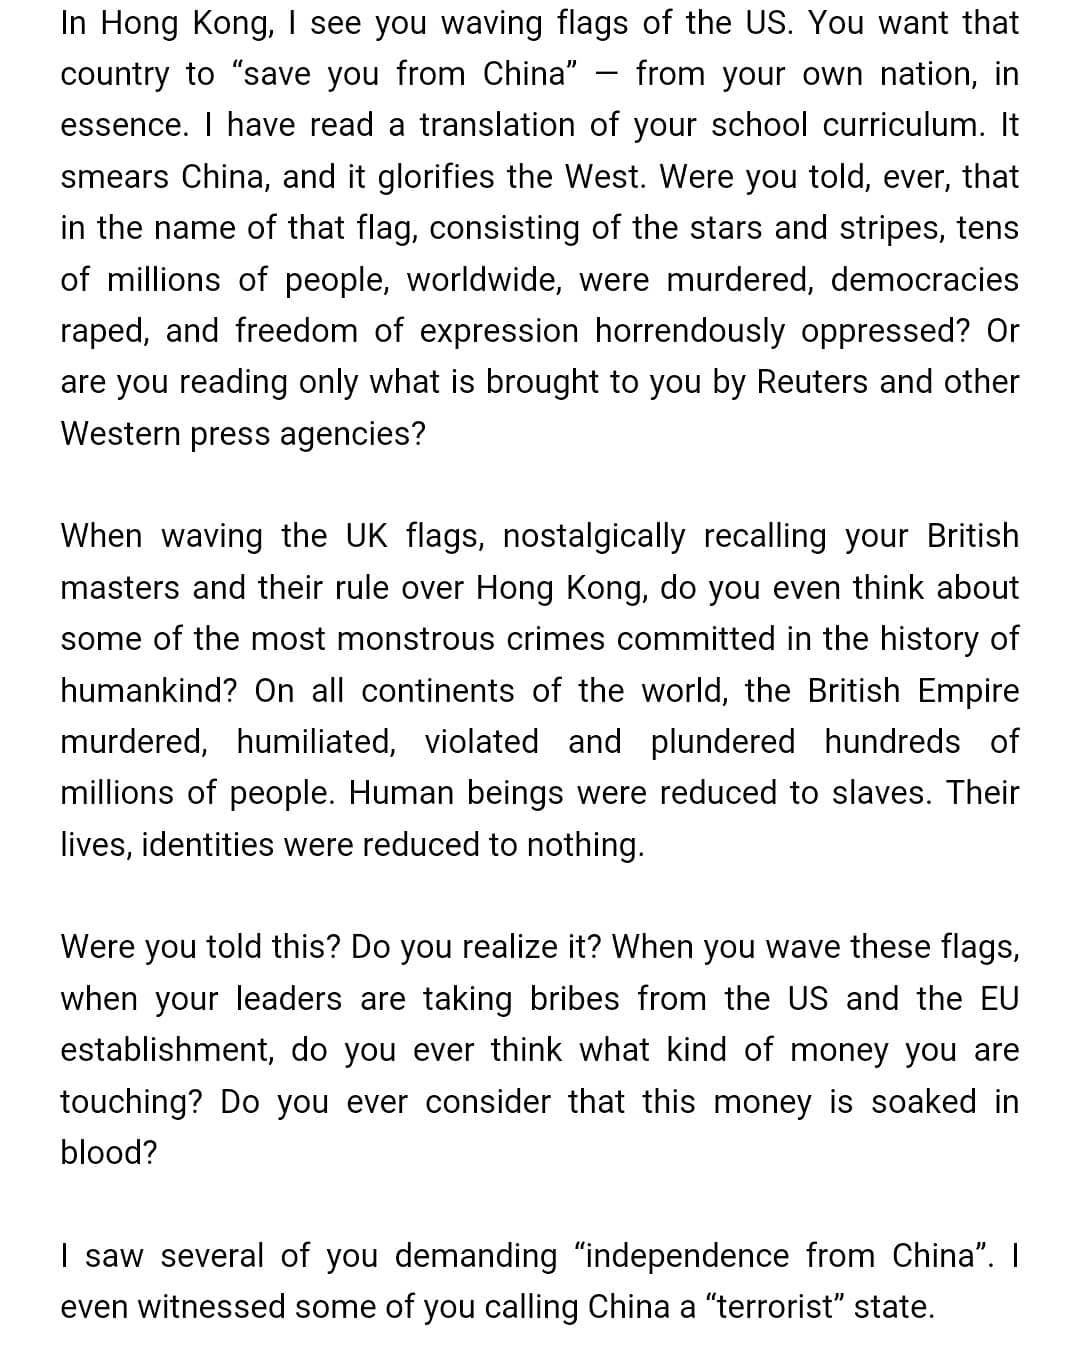 In Hong Kong, I see you waving flags of the US. You want that
country to “save you from China” — from your own nation, in
essence. I have read a translation of your school curriculum. It
smears China, and it glorifies the West. Were you told, ever, that
in the name of that flag, consisting of the stars and stripes, tens
of millions of people, worldwide, were murdered, democracies
raped, and freedom of expression horrendously oppressed? Or
are you reading only what is brought to you by Reuters and other
Western press agencies?
When waving the UK flags, nostalgically recalling your British
masters and their rule over Hong Kong, do you even think about
some of the most monstrous crimes committed in the history of
humankind? On all continents of the world, the British Empire
murdered, humiliated, violated and plundered hundreds of
millions of people. Human beings were reduced to slaves. Their
lives, identities were reduced to nothing.
Were you told this? Do you realize it? When you wave these flags,
when your leaders are taking bribes from the US and the EU
establishment, do you ever think what kind of money you are
touching? Do you ever consider that this money is soaked in
blood?
I saw several of you demanding “independence from China”. I
even witnessed some of you calling China a “terrorist” state.